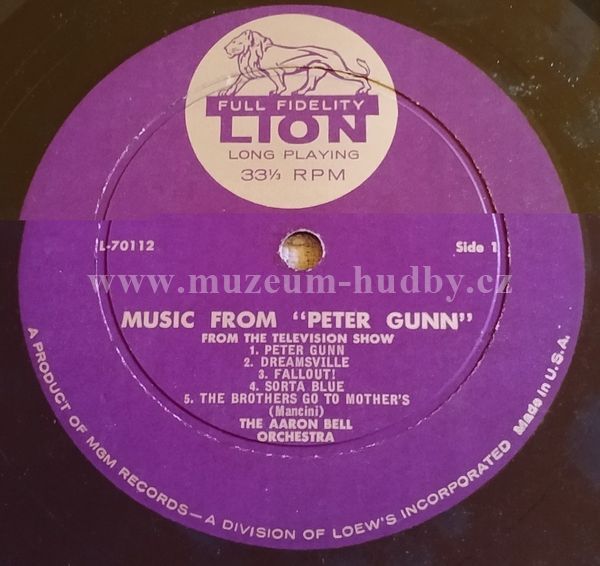 FULL FIDELITY
LION
LONG PLAYING
33⅓ RPM
L-70112
Side 1
www.muzeum-hudby.cz
MUSIC FROM "PETER GUNN"
FROM THE TELEVISION SHOW
1. PETER GUNN
2. DREAMSVILLE
3. FALLOUT!
4. SORTA BLUE
5. THE BROTHERS GO TO MOTHER'S
(Mancini)
THE AARON BELL
ORCHESTRA
A PRODUCT OF MGM RECORDS—A DIVISION OF LOEW'S INCORPORATED Made in U.S.A.